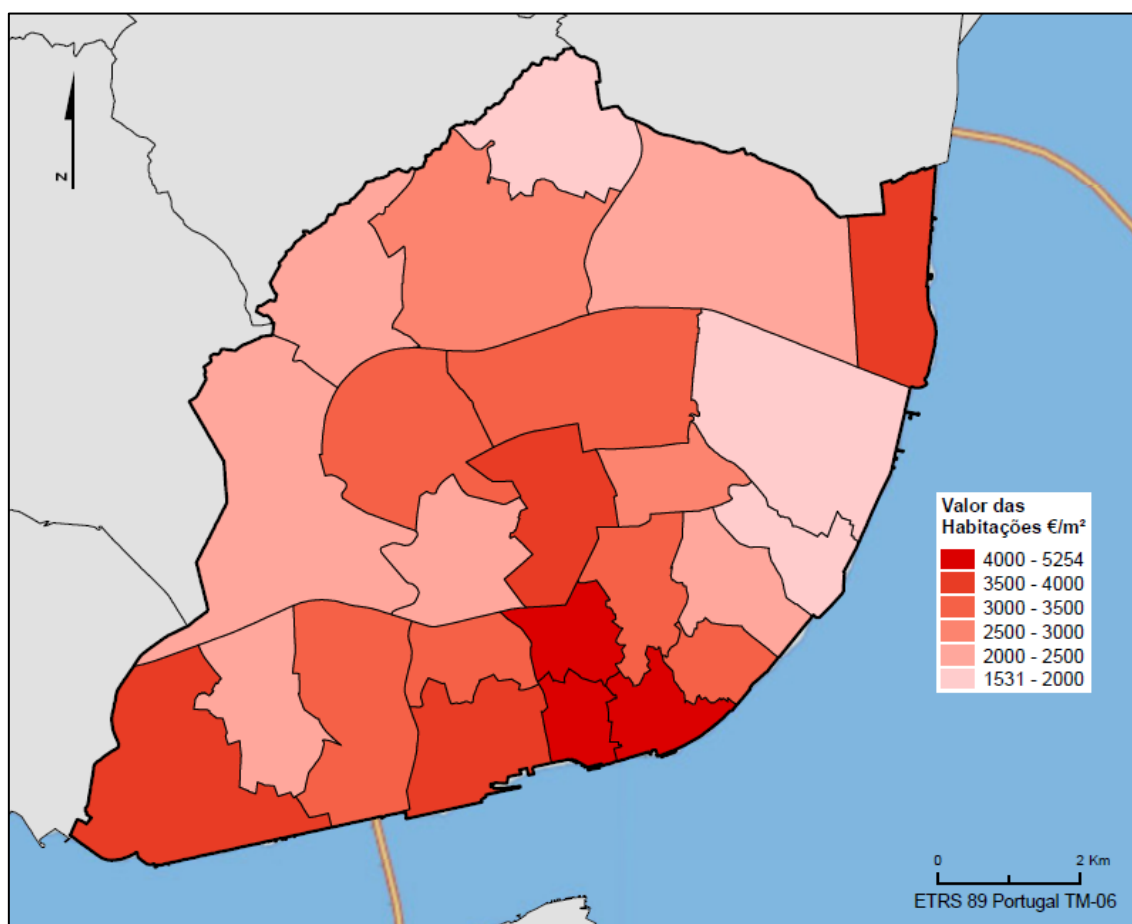 N
Valor das
Habitações €/m²
4000 - 5254
3500 - 4000
3000 - 3500
2500 - 3000
2000 - 2500
1531 - 2000
0 2 Km
ETRS 89 Portugal TM-06